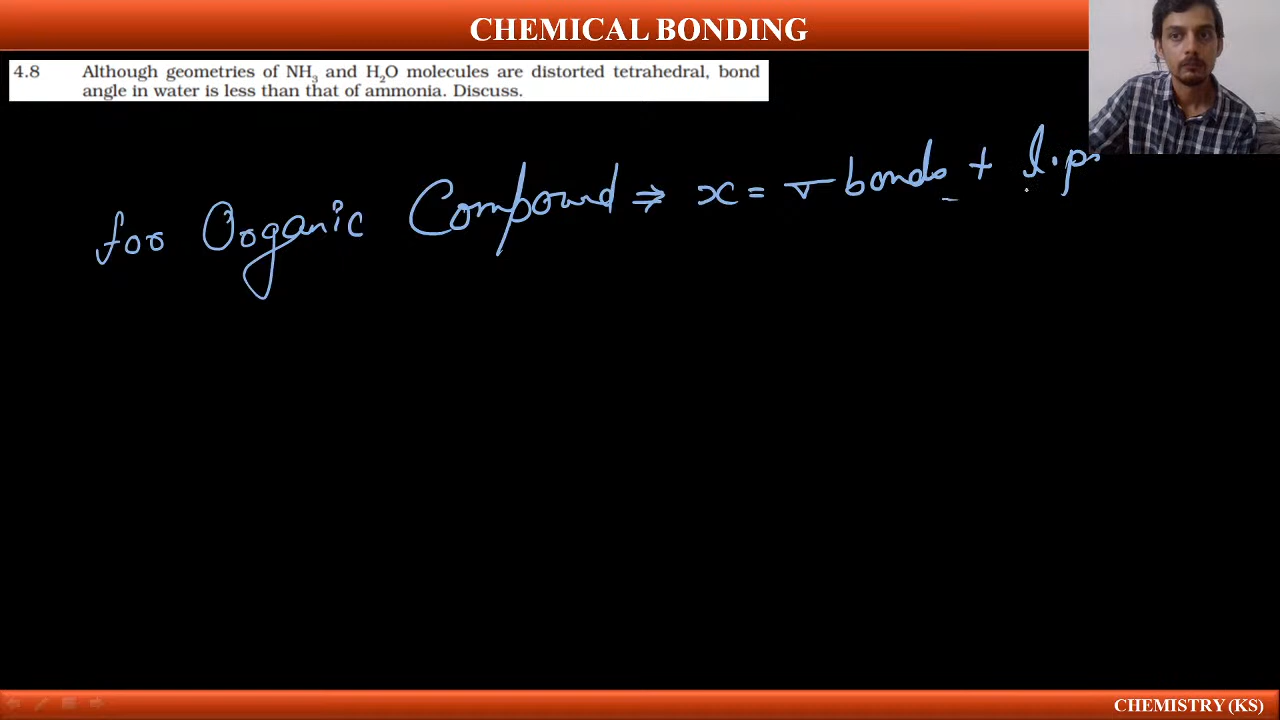 CHEMICAL BONDING
4.8 Although geometries of NH₃ and H₂O molecules are distorted tetrahedral, bond
angle in water is less than that of ammonia. Discuss.
for Organic Compound ⇒ x = σ bonds + l.p
CHEMISTRY (KS)